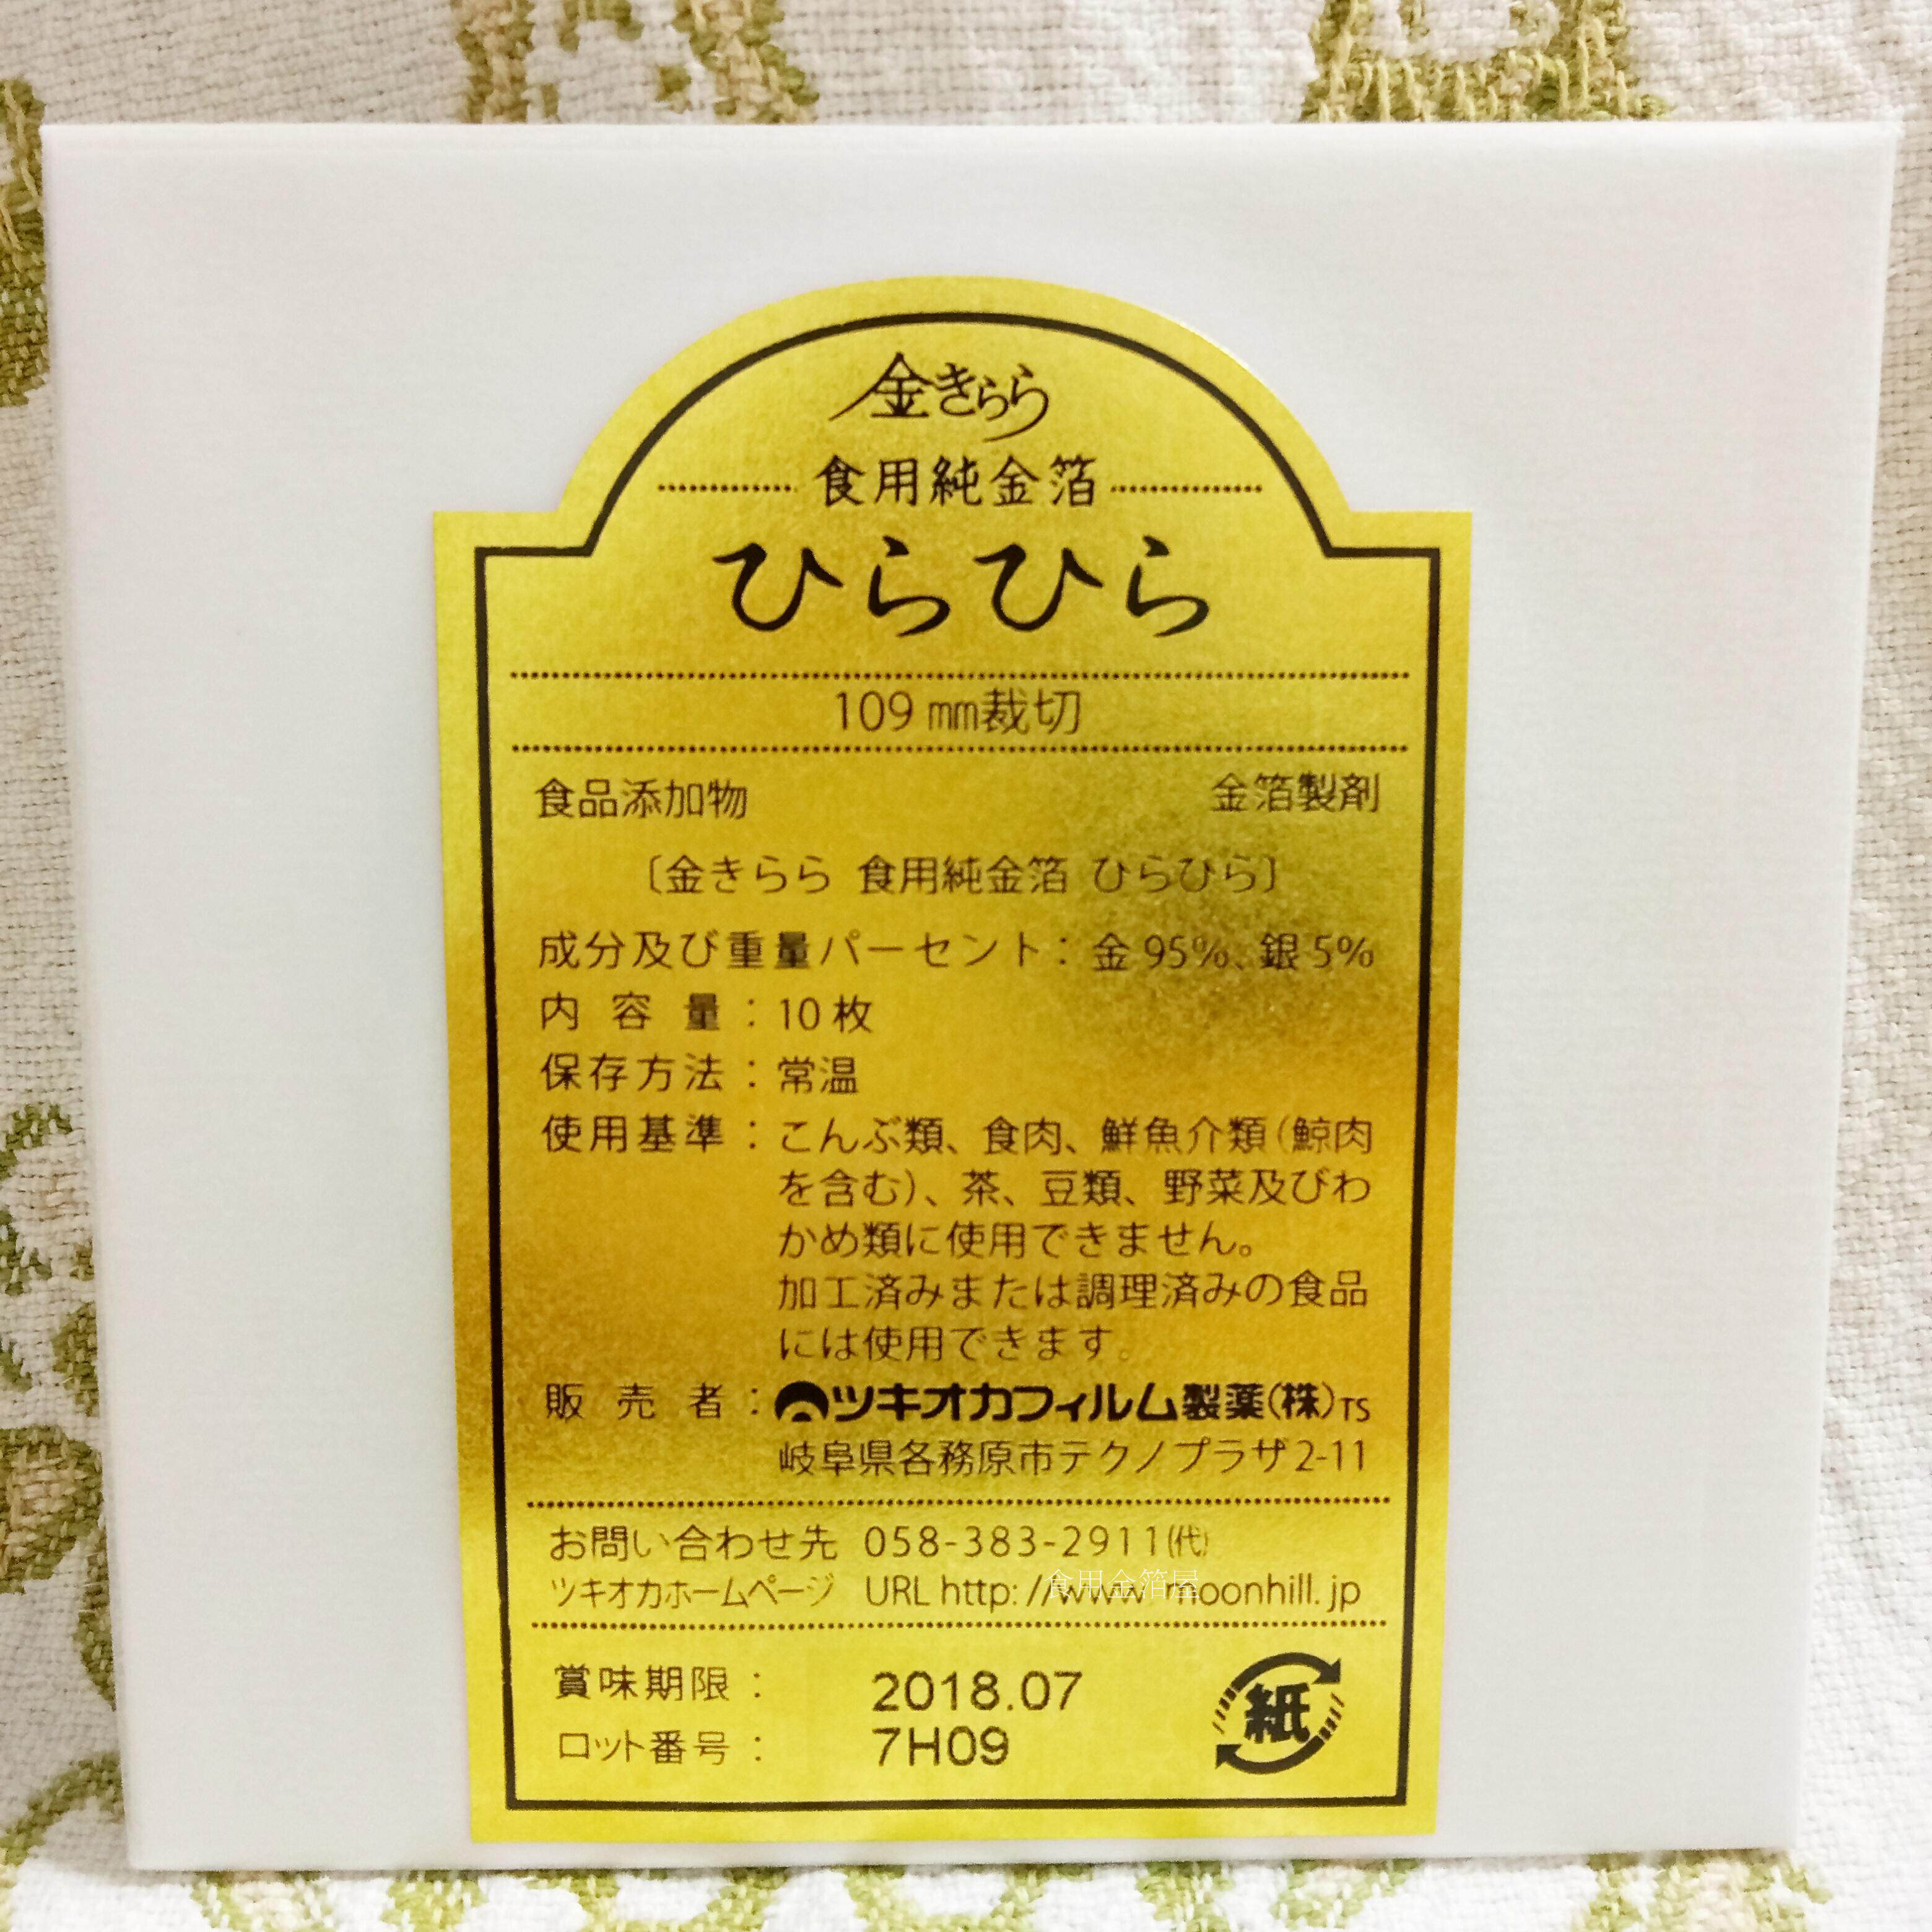 金きらら
食用純金箔
ひらひら
109㎜裁切
食品添加物 金箔製剤
〔金きらら 食用純金箔 ひらひら〕
成分及び重量パーセント：金95％、銀5％
内容量：10枚
保存方法：常温
使用基準：こんぶ類、食肉、鮮魚介類（鯨肉
を含む）、茶、豆類、野菜及びわ
かめ類に使用できません。
加工済みまたは調理済みの食品
には使用できます。
販売者：ツキオカフィルム製薬(株)TS
岐阜県各務原市テクノプラザ2-11
お問い合わせ先 058-383-2911㈹
ツキオカホームページ URL http://www.moonhill.jp
食用金箔屋
賞味期限： 2018.07
ロット番号： 7H09
紙